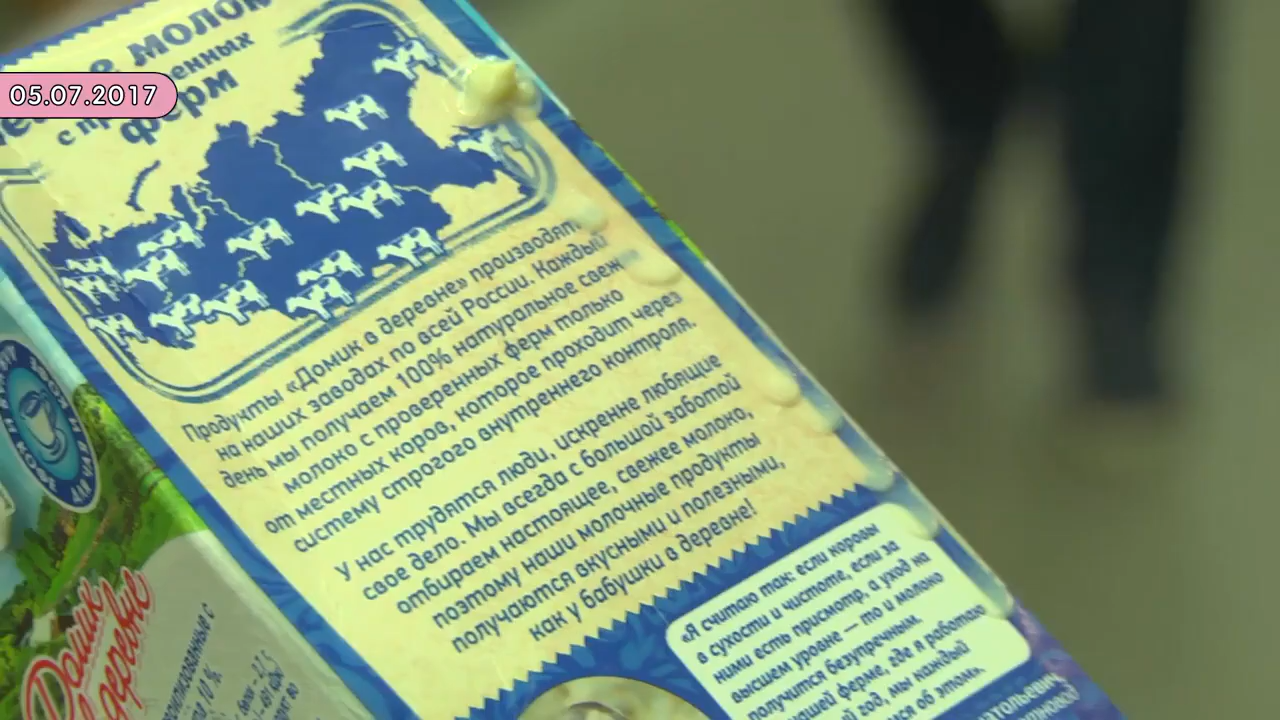 05.07.2017
молок
ферм
Продукты «Домик в деревне» производят
на наших заводах по всей России. Каждый
день мы получаем 100% натуральное свеж
молоко с проверенных ферм только
от местных коров, которое проходит через
систему строгого внутреннего контроля.
У нас трудятся люди, искренне любящие
свое дело. Мы всегда с большой заботой
отбираем настоящее, свежее молоко,
поэтому наши молочные продукты
получаются вкусными и полезными,
как у бабушки в деревне!
«Я считаю так: если коровы
в сухости и чистоте, если за
ними есть присмотр, а уход на
высшем уровне — то и молоко
получится безупречным.
ферме, где я работаю
год, мы каждый
об этом».
Домик
в деревне
10%